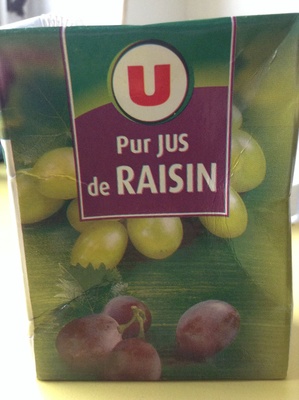 U
Pur JUS
de RAISIN